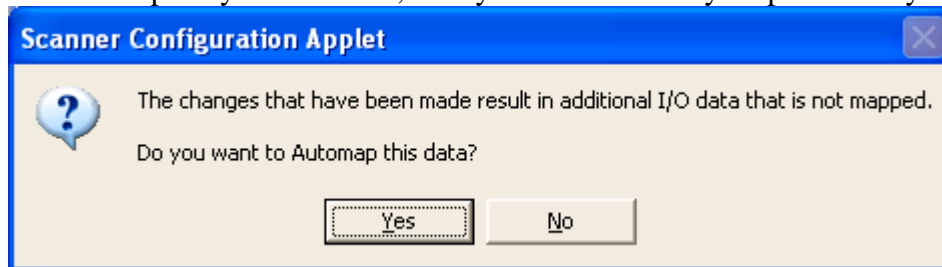 Scanner Configuration Applet
The changes that have been made result in additional I/O data that is not mapped.
Do you want to Automap this data?
Yes
No